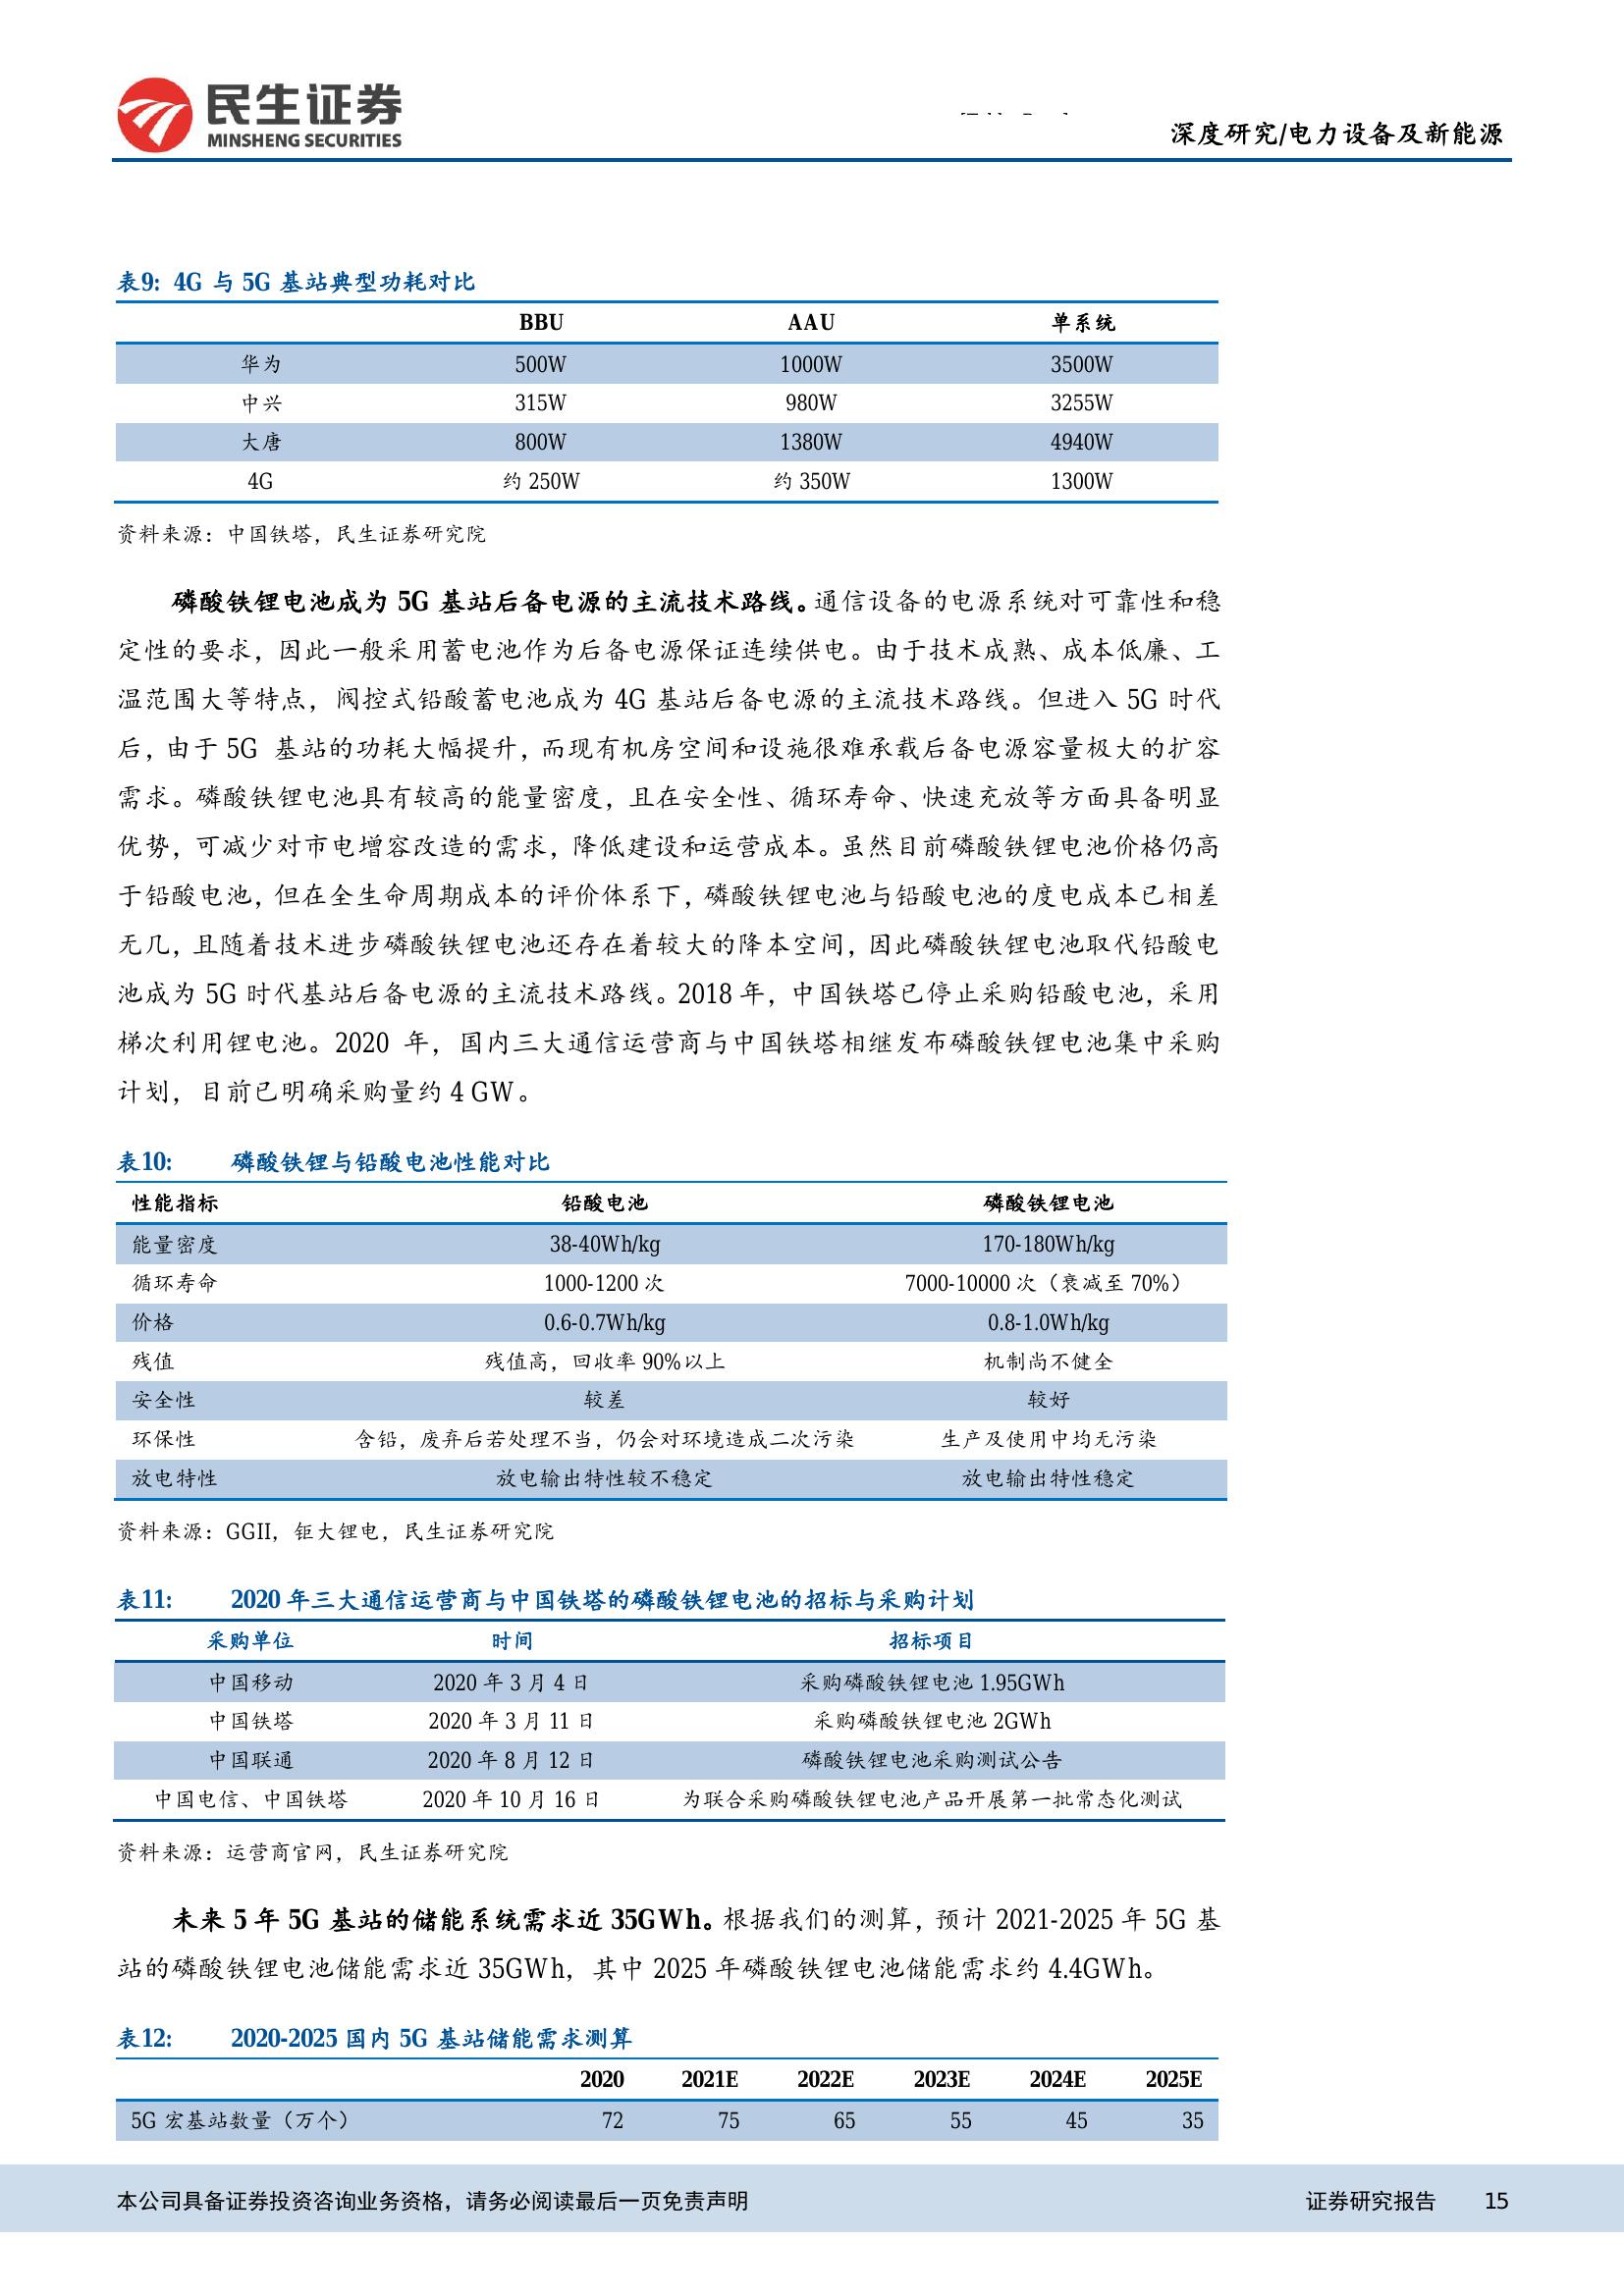 民生证券
MINSHENG SECURITIES
深度研究/电力设备及新能源
表9: 4G 与 5G 基站典型功耗对比
BBU AAU 单系统
华为 500W 1000W 3500W
中兴 315W 980W 3255W
大唐 800W 1380W 4940W
4G 约 250W 约 350W 1300W
资料来源：中国铁塔，民生证券研究院
磷酸铁锂电池成为 5G 基站后备电源的主流技术路线。通信设备的电源系统对可靠性和稳
定性的要求，因此一般采用蓄电池作为后备电源保证连续供电。由于技术成熟、成本低廉、工
温范围大等特点，阀控式铅酸蓄电池成为 4G 基站后备电源的主流技术路线。但进入 5G 时代
后，由于 5G 基站的功耗大幅提升，而现有机房空间和设施很难承载后备电源容量极大的扩容
需求。磷酸铁锂电池具有较高的能量密度，且在安全性、循环寿命、快速充放等方面具备明显
优势，可减少对市电增容改造的需求，降低建设和运营成本。虽然目前磷酸铁锂电池价格仍高
于铅酸电池，但在全生命周期成本的评价体系下，磷酸铁锂电池与铅酸电池的度电成本已相差
无几，且随着技术进步磷酸铁锂电池还存在着较大的降本空间，因此磷酸铁锂电池取代铅酸电
池成为 5G 时代基站后备电源的主流技术路线。2018 年，中国铁塔已停止采购铅酸电池，采用
梯次利用锂电池。2020 年，国内三大通信运营商与中国铁塔相继发布磷酸铁锂电池集中采购
计划，目前已明确采购量约 4 GW。
表10: 磷酸铁锂与铅酸电池性能对比
性能指标 铅酸电池 磷酸铁锂电池
能量密度 38-40Wh/kg 170-180Wh/kg
循环寿命 1000-1200 次 7000-10000 次（衰减至 70%）
价格 0.6-0.7Wh/kg 0.8-1.0Wh/kg
残值 残值高，回收率 90%以上 机制尚不健全
安全性 较差 较好
环保性 含铅，废弃后若处理不当，仍会对环境造成二次污染 生产及使用中均无污染
放电特性 放电输出特性较不稳定 放电输出特性稳定
资料来源：GGII，钜大锂电，民生证券研究院
表11: 2020 年三大通信运营商与中国铁塔的磷酸铁锂电池的招标与采购计划
采购单位 时间 招标项目
中国移动 2020 年 3 月 4 日 采购磷酸铁锂电池 1.95GWh
中国铁塔 2020 年 3 月 11 日 采购磷酸铁锂电池 2GWh
中国联通 2020 年 8 月 12 日 磷酸铁锂电池采购测试公告
中国电信、中国铁塔 2020 年 10 月 16 日 为联合采购磷酸铁锂电池产品开展第一批常态化测试
资料来源：运营商官网，民生证券研究院
未来 5 年 5G 基站的储能系统需求近 35GWh。根据我们的测算，预计 2021-2025 年 5G 基
站的磷酸铁锂电池储能需求近 35GWh，其中 2025 年磷酸铁锂电池储能需求约 4.4GWh。
表12: 2020-2025 国内 5G 基站储能需求测算
2020 2021E 2022E 2023E 2024E 2025E
5G 宏基站数量（万个） 72 75 65 55 45 35
本公司具备证券投资咨询业务资格，请务必阅读最后一页免责声明 证券研究报告 15